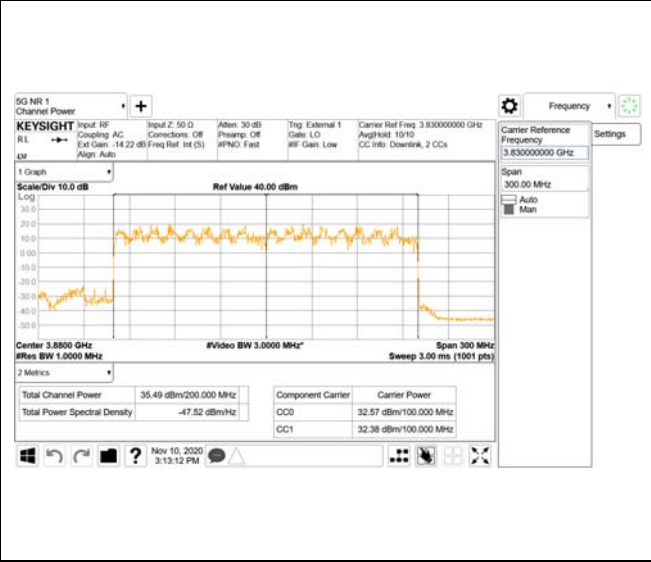 5G NR 1
Channel Power
Frequency
KEYSIGHT
Input: RF
Input Z: 50 Ω
Atten: 30 dB
Trig: External 1
Carrier Ref Freq: 3.830000000 GHz
RL
Coupling: AC
Corrections: Off
Preamp: Off
Gate: LO
Avg|Hold: 10/10
Ext Gain: -14.22 dB
Freq Ref: Int (S)
#PNO: Fast
#IF Gain: Low
CC Info: Downlink, 2 CCs
Align: Auto
Carrier Reference
Frequency
3.830000000 GHz
Settings
Span
300.00 MHz
Auto
Man
1 Graph
Scale/Div 10.0 dB
Ref Value 40.00 dBm
Log
30.0
20.0
10.0
0.00
-10.0
-20.0
-30.0
-40.0
-50.0
Center 3.8800 GHz
#Video BW 3.0000 MHz*
Span 300 MHz
#Res BW 1.0000 MHz
Sweep 3.00 ms (1001 pts)
2 Metrics
Total Channel Power
35.49 dBm/200.000 MHz
Total Power Spectral Density
-47.52 dBm/Hz
Component Carrier
Carrier Power
CC0
32.57 dBm/100.000 MHz
CC1
32.38 dBm/100.000 MHz
?
Nov 10, 2020
3:13:12 PM